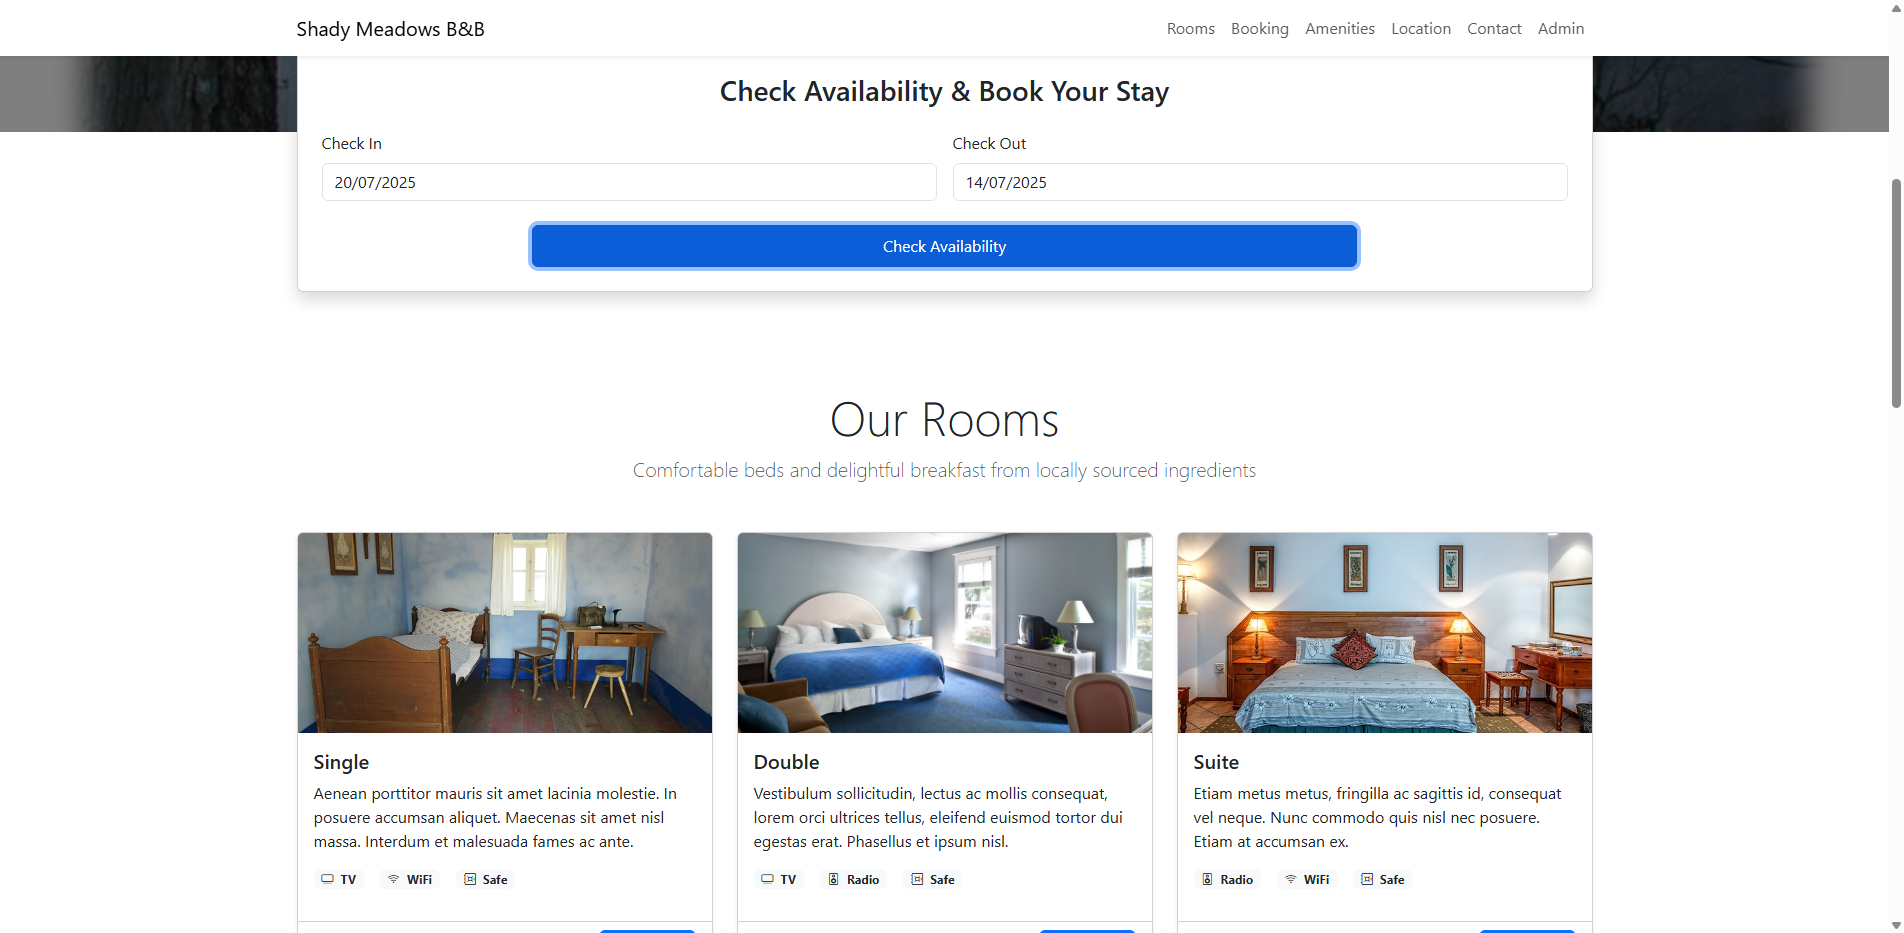 Shady Meadows B&B
Rooms Booking Amenities Location Contact Admin
Check Availability & Book Your Stay
Check In
Check Out
20/07/2025
14/07/2025
Check Availability
Our Rooms
Comfortable beds and delightful breakfast from locally sourced ingredients
Single
Aenean porttitor mauris sit amet lacinia molestie. In
posuere accumsan aliquet. Maecenas sit amet nisl
massa. Interdum et malesuada fames ac ante.
TV WiFi Safe
Double
Vestibulum sollicitudin, lectus ac mollis consequat,
lorem orci ultrices tellus, eleifend euismod tortor dui
egestas erat. Phasellus et ipsum nisl.
TV Radio Safe
Suite
Etiam metus metus, fringilla ac sagittis id, consequat
vel neque. Nunc commodo quis nisl nec posuere.
Etiam at accumsan ex.
Radio WiFi Safe